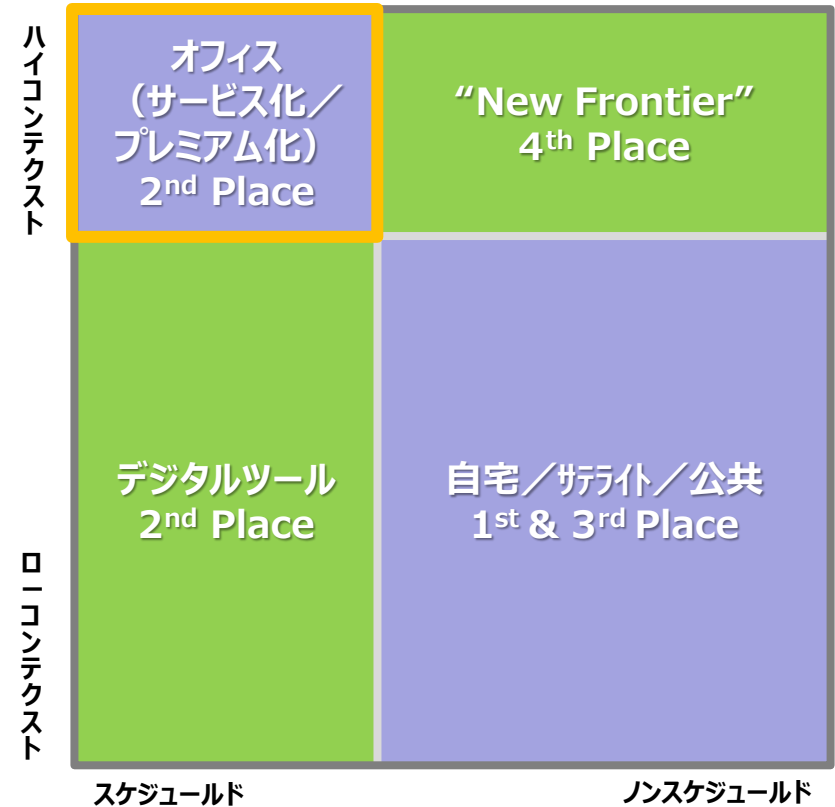 ハイコンテクスト
オフィス
（サービス化／
プレミアム化）
2nd Place
“New Frontier”
4th Place
デジタルツール
2nd Place
自宅／ｻﾃﾗｲﾄ／公共
1st & 3rd Place
ローコンテクスト
スケジュールド
ノンスケジュールド